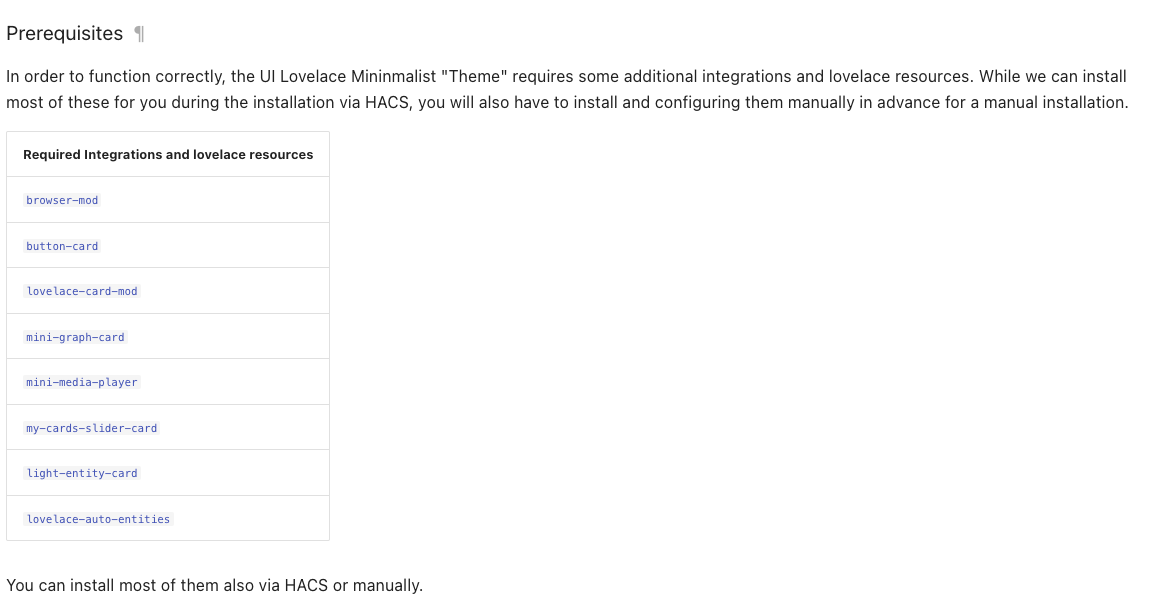 Prerequisites ¶
In order to function correctly, the UI Lovelace Mininmalist "Theme" requires some additional integrations and lovelace resources. While we can install
most of these for you during the installation via HACS, you will also have to install and configuring them manually in advance for a manual installation.
Required Integrations and lovelace resources
browser-mod
button-card
lovelace-card-mod
mini-graph-card
mini-media-player
my-cards-slider-card
light-entity-card
lovelace-auto-entities
You can install most of them also via HACS or manually.